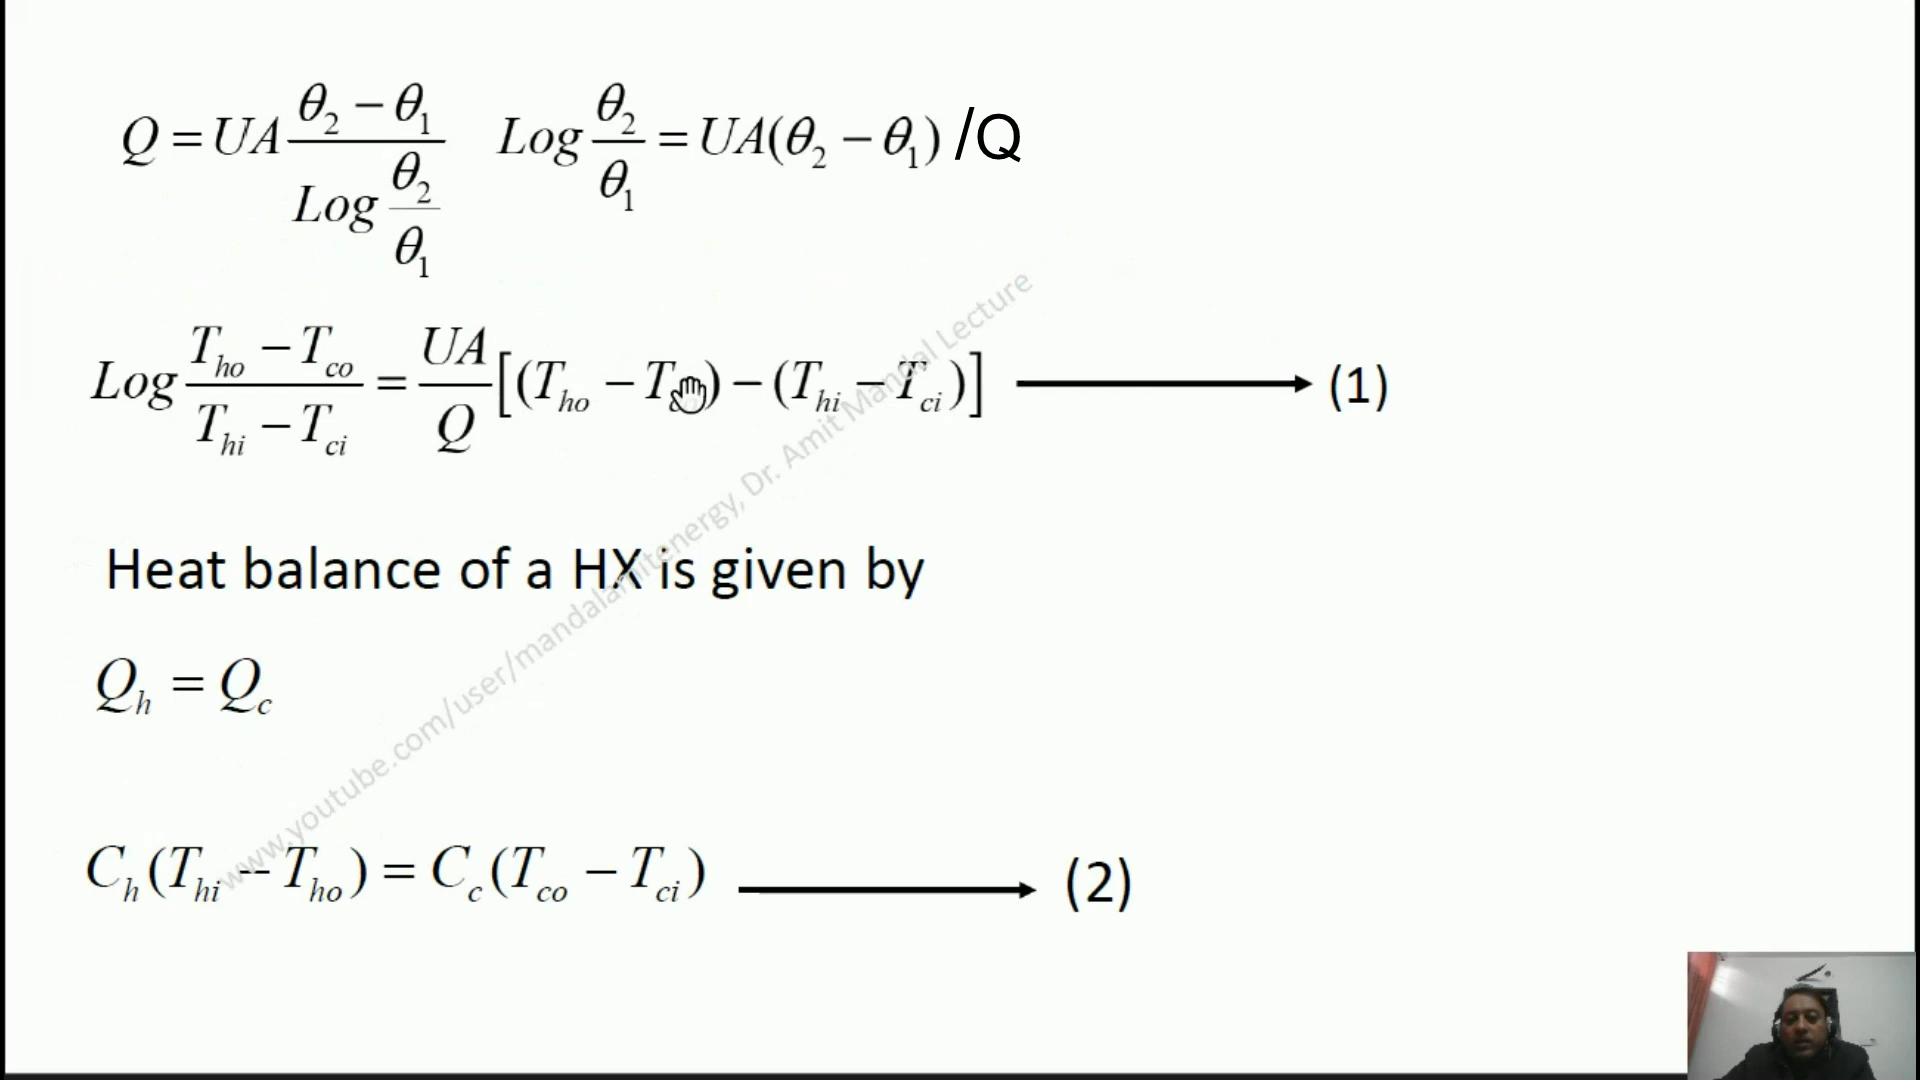 Q = UA (θ₂ − θ₁) / (Log θ₂/θ₁)    Log θ₂/θ₁ = UA(θ₂ − θ₁) /Q
Log (T_ho − T_co)/(T_hi − T_ci) = UA/Q [(T_ho − T) − (T_hi − T_ci)] (1)
Heat balance of a HX is given by
Q_h = Q_c
C_h(T_hi − T_ho) = C_c(T_co − T_ci) (2)
www.youtube.com/user/mandalamitenergy, Dr. Amit Mandal Lecture